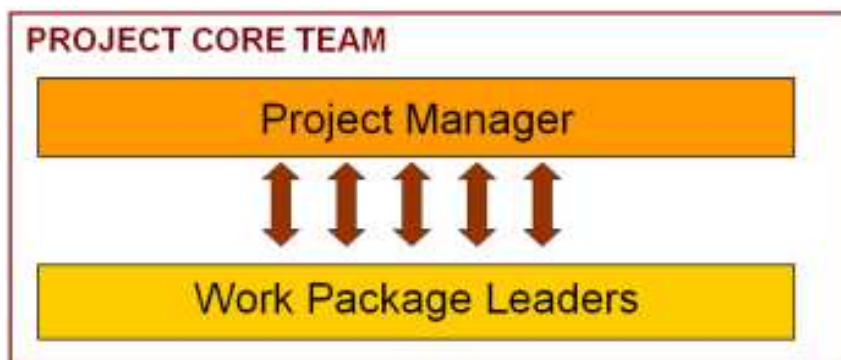 PROJECT CORE TEAM
Project Manager
Work Package Leaders